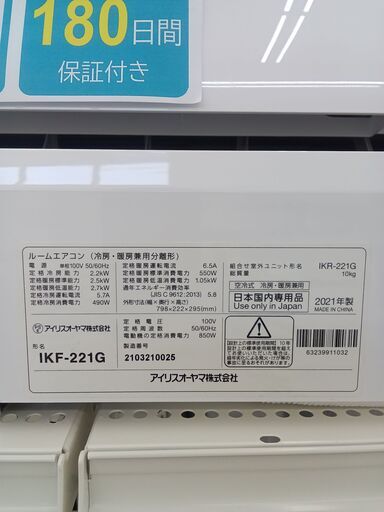 180日間
保証付き
ルームエアコン（冷房・暖房兼用分離形）
電源 単相100V 50/60Hz
定格冷房能力 2.2kW
定格暖房標準能力 2.5kW
定格暖房低温能力 2.7kW
定格冷房運転電流 5.7A
定格冷房消費電力 490W
定格暖房運転電流 6.5A
定格暖房標準消費電力 550W
定格暖房低温消費電力 1.05kW
通年エネルギー消費効率
(JIS C 9612:2013) 5.8
外形寸法(幅×奥行×高さ)
798×222×295(mm)
組合せ室外ユニット形名 IKR-221G
総質量 10kg
空冷式 冷房・暖房兼用
日本国内専用品
Use only in Japan
2021年製
MADE IN CHINA
アイリスオーヤマ株式会社
定格電圧 100V
定格周波数 50/60Hz
電動機の定格消費電力 850W
形名
IKF-221G
製造番号
2103210025
【設計上の標準使用期間】10年
63239911032
アイリスオーヤマ株式会社